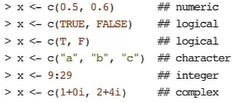 > x <- c(0.5, 0.6) ## numeric
> x <- c(TRUE, FALSE) ## logical
> x <- c(T, F) ## logical
> x <- c("a", "b", "c") ## character
> x <- 9:29 ## integer
> x <- c(1+0i, 2+4i) ## complex